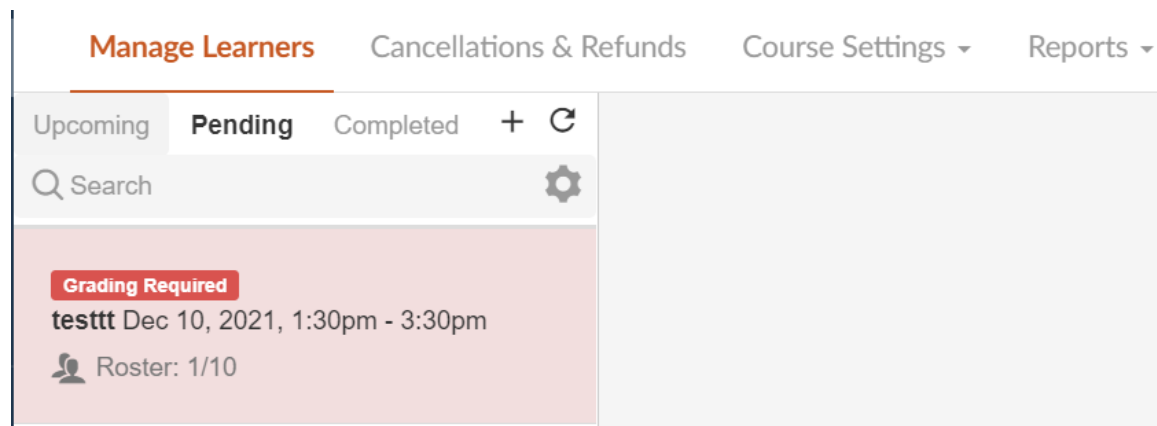 Manage Learners Cancellations & Refunds Course Settings Reports
Upcoming Pending Completed
Search
Grading Required
testtt Dec 10, 2021, 1:30pm - 3:30pm
Roster: 1/10